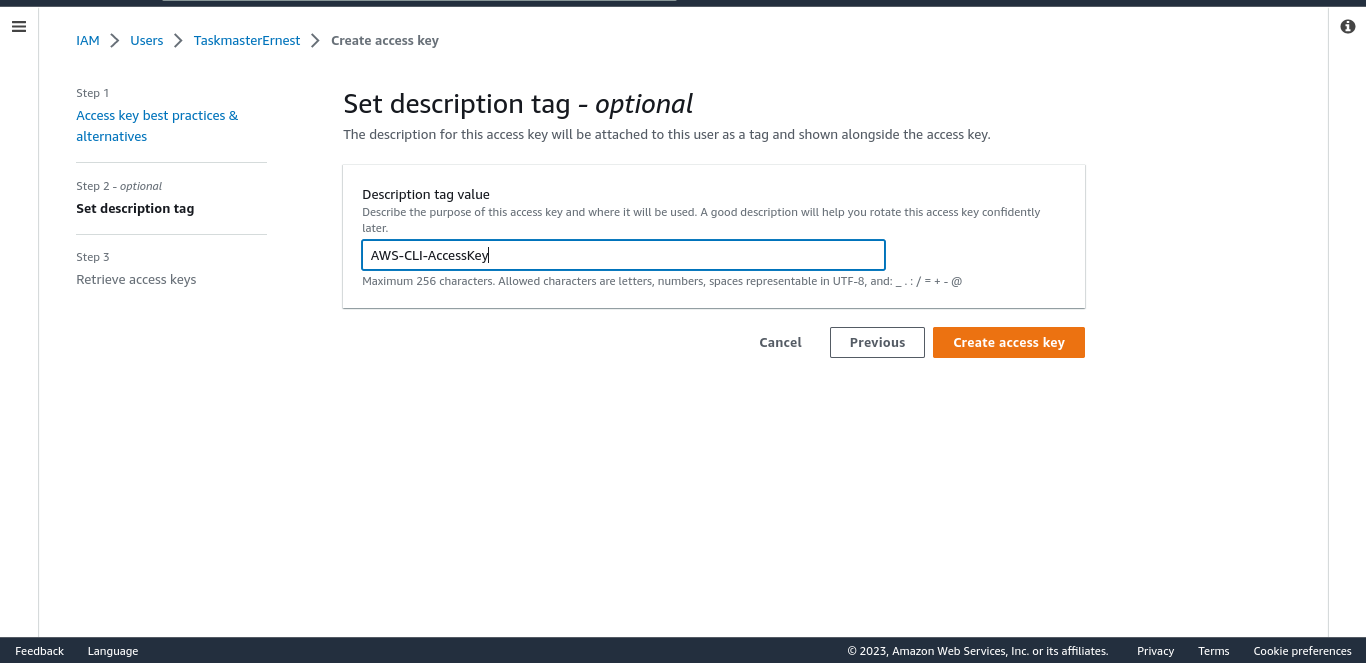 IAM > Users > TaskmasterErnest > Create access key
Step 1
Access key best practices &
alternatives
Step 2 - optional
Set description tag
Step 3
Retrieve access keys
Set description tag - optional
The description for this access key will be attached to this user as a tag and shown alongside the access key.
Description tag value
Describe the purpose of this access key and where it will be used. A good description will help you rotate this access key confidently
later.
AWS-CLI-AccessKey
Maximum 256 characters. Allowed characters are letters, numbers, spaces representable in UTF-8, and: _ . : / = + - @
Cancel Previous Create access key
Feedback Language © 2023, Amazon Web Services, Inc. or its affiliates. Privacy Terms Cookie preferences